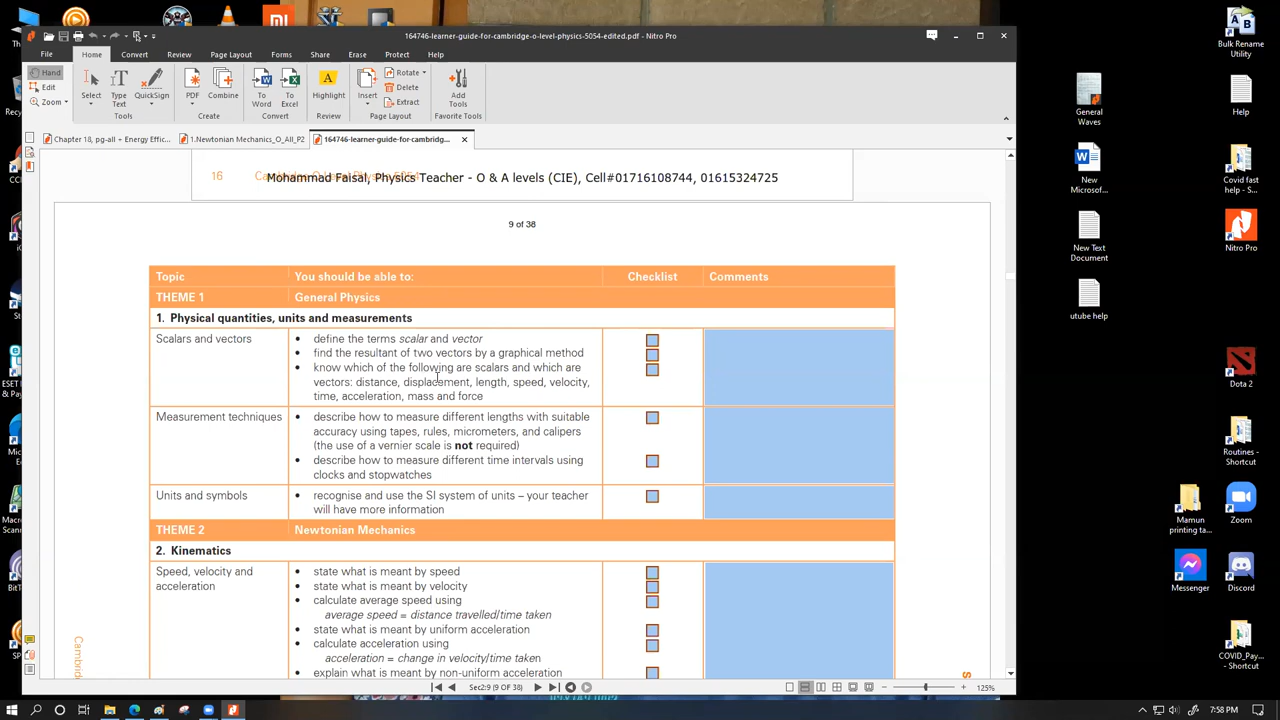 164746-learner-guide-for-cambridge-o-level-physics-5054-edited.pdf - Nitro Pro
File Home Convert Review Page Layout Forms Share Erase Protect Help
Hand
Edit
Zoom
Select
Type Text
QuickSign
Tools
PDF
Combine
Create
To Word
To Excel
Convert
Highlight
Review
Insert
Rotate
Delete
Extract
Page Layout
Add Tools
Favorite Tools
Chapter 18, pg-all + Energy Effic...
1.Newtonian Mechanics_O_All_P2
164746-learner-guide-for-cambridg...
16
Mohammad Faisal, Physics Teacher - O & A levels (CIE), Cell#01716108744, 01615324725
9 of 38
Topic You should be able to: Checklist Comments
THEME 1 General Physics
1. Physical quantities, units and measurements
Scalars and vectors
• define the terms scalar and vector
• find the resultant of two vectors by a graphical method
• know which of the following are scalars and which are
vectors: distance, displacement, length, speed, velocity,
time, acceleration, mass and force
Measurement techniques
• describe how to measure different lengths with suitable
accuracy using tapes, rules, micrometers, and calipers
(the use of a vernier scale is not required)
• describe how to measure different time intervals using
clocks and stopwatches
Units and symbols
• recognise and use the SI system of units – your teacher
will have more information
THEME 2 Newtonian Mechanics
2. Kinematics
Speed, velocity and
acceleration
• state what is meant by speed
• state what is meant by velocity
• calculate average speed using
average speed = distance travelled/time taken
• state what is meant by uniform acceleration
• calculate acceleration using
acceleration = change in velocity/time taken
• explain what is meant by non-uniform acceleration
Sec2:9 (9 OF 38)
125%
General
Waves
New
Microsof...
New Text
Document
utube help
Mamun
printing ta...
Messenger
Bulk Rename
Utility
Help
Covid fast
help - S...
Nitro Pro
Dota 2
Routines -
Shortcut
Zoom
Discord
COVID_Pay...
- Shortcut
7:58 PM